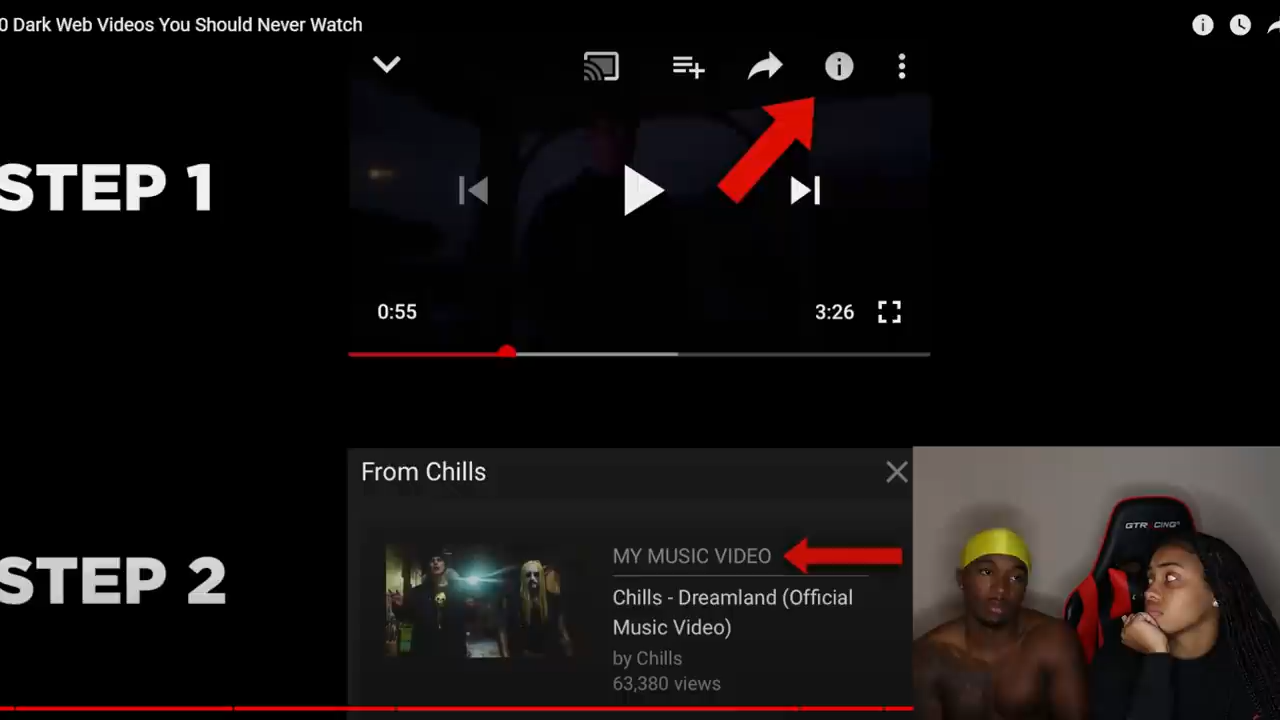 0 Dark Web Videos You Should Never Watch
STEP 1
0:55
3:26
From Chills
STEP 2
MY MUSIC VIDEO
Chills - Dreamland (Official
Music Video)
by Chills
63,380 views
GTRACING